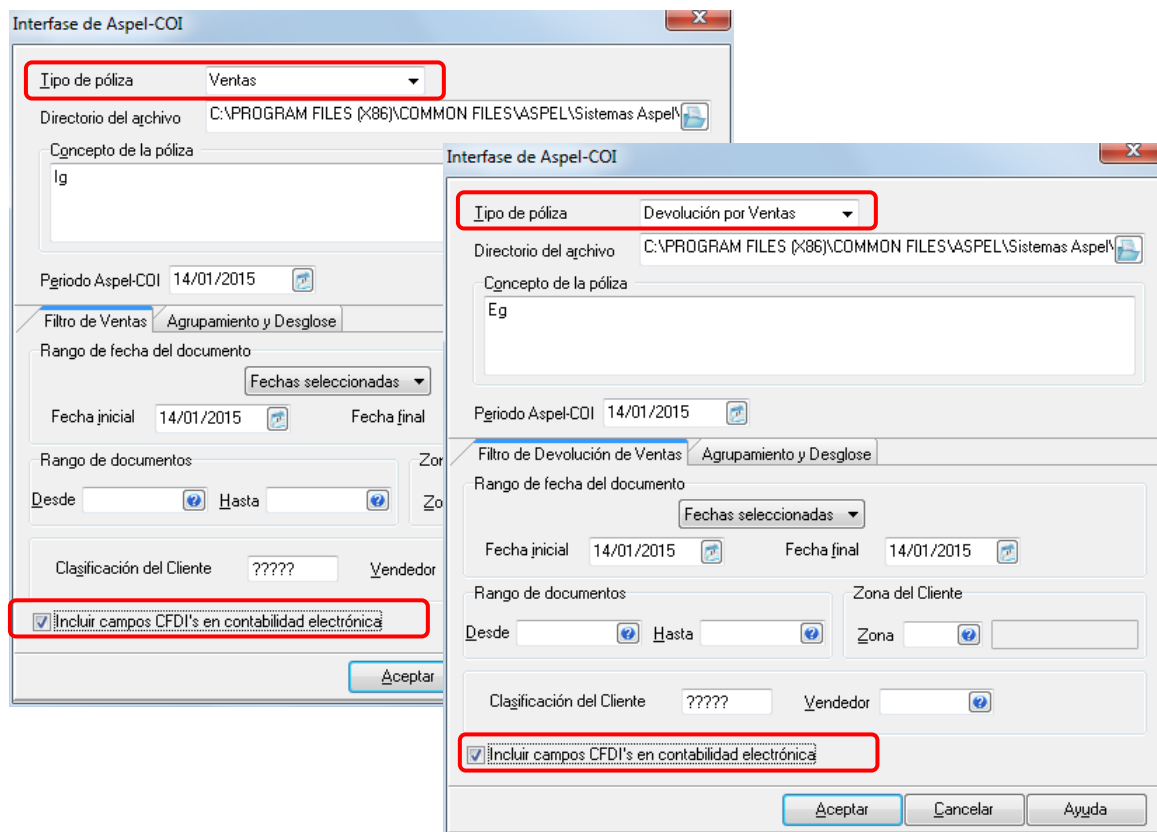 Interfase de Aspel-COI
Tipo de póliza Ventas
Directorio del archivo C:\PROGRAM FILES (X86)\COMMON FILES\ASPEL\Sistemas Aspel\
Concepto de la póliza
Ig
Periodo Aspel-COI 14/01/2015
Filtro de Ventas Agrupamiento y Desglose
Rango de fecha del documento
Fechas seleccionadas
Fecha inicial 14/01/2015 Fecha final
Rango de documentos Zor
Desde Hasta Zo
Clasificación del Cliente ????? Vendedor
Incluir campos CFDI's en contabilidad electrónica
Aceptar
Interfase de Aspel-COI
Tipo de póliza Devolución por Ventas
Directorio del archivo C:\PROGRAM FILES (X86)\COMMON FILES\ASPEL\Sistemas Aspel\
Concepto de la póliza
Eg
Periodo Aspel-COI 14/01/2015
Filtro de Devolución de Ventas Agrupamiento y Desglose
Rango de fecha del documento
Fechas seleccionadas
Fecha inicial 14/01/2015 Fecha final 14/01/2015
Rango de documentos Zona del Cliente
Desde Hasta Zona
Clasificación del Cliente ????? Vendedor
Incluir campos CFDI's en contabilidad electrónica
Aceptar Cancelar Ayuda